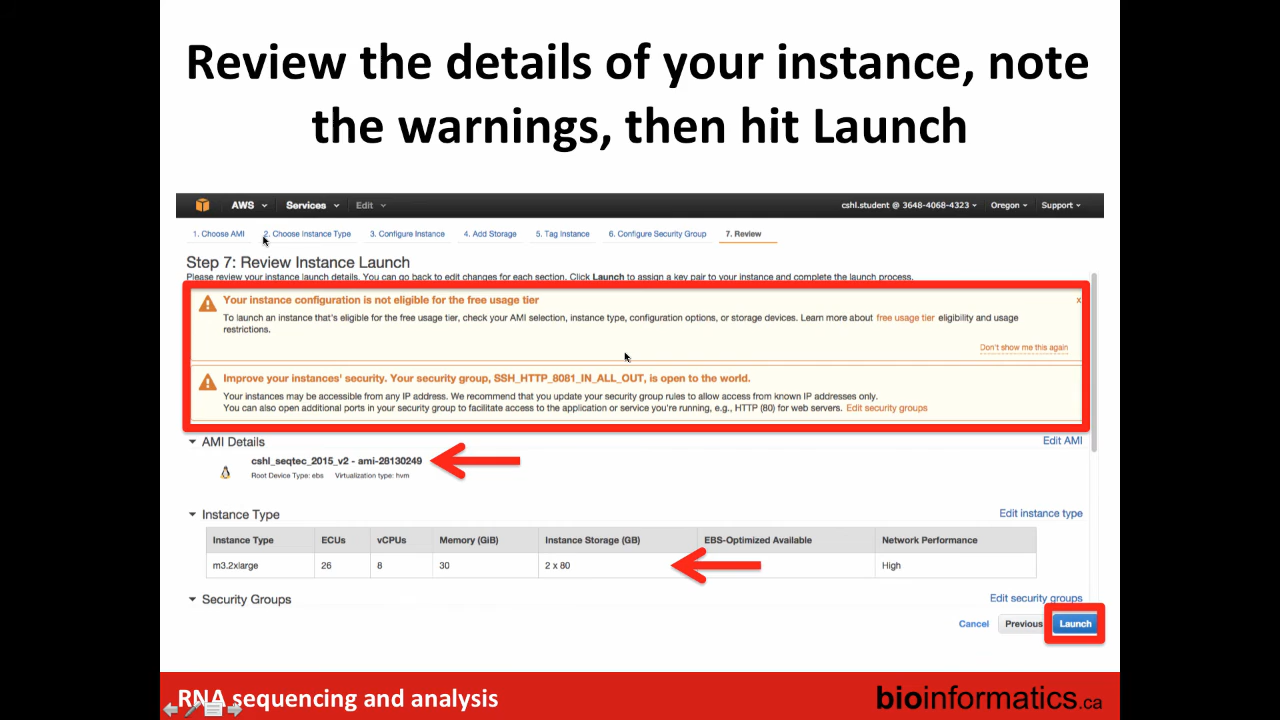 Review the details of your instance, note
the warnings, then hit Launch
AWS Services Edit cshl.student @ 3648-4068-4323 Oregon Support
1. Choose AMI 2. Choose Instance Type 3. Configure Instance 4. Add Storage 5. Tag Instance 6. Configure Security Group 7. Review
Step 7: Review Instance Launch
Please review your instance launch details. You can go back to edit changes for each section. Click Launch to assign a key pair to your instance and complete the launch process.
Your instance configuration is not eligible for the free usage tier x
To launch an instance that's eligible for the free usage tier, check your AMI selection, instance type, configuration options, or storage devices. Learn more about free usage tier eligibility and usage
restrictions.
Don't show me this again
Improve your instances' security. Your security group, SSH_HTTP_8081_IN_ALL_OUT, is open to the world.
Your instances may be accessible from any IP address. We recommend that you update your security group rules to allow access from known IP addresses only.
You can also open additional ports in your security group to facilitate access to the application or service you're running, e.g., HTTP (80) for web servers. Edit security groups
AMI Details Edit AMI
cshl_seqtec_2015_v2 - ami-28130249
Root Device Type: ebs Virtualization type: hvm
Instance Type Edit instance type
Instance Type ECUs vCPUs Memory (GiB) Instance Storage (GB) EBS-Optimized Available Network Performance
m3.2xlarge 26 8 30 2 x 80 High
Security Groups Edit security groups
Cancel Previous Launch
RNA sequencing and analysis bioinformatics.ca